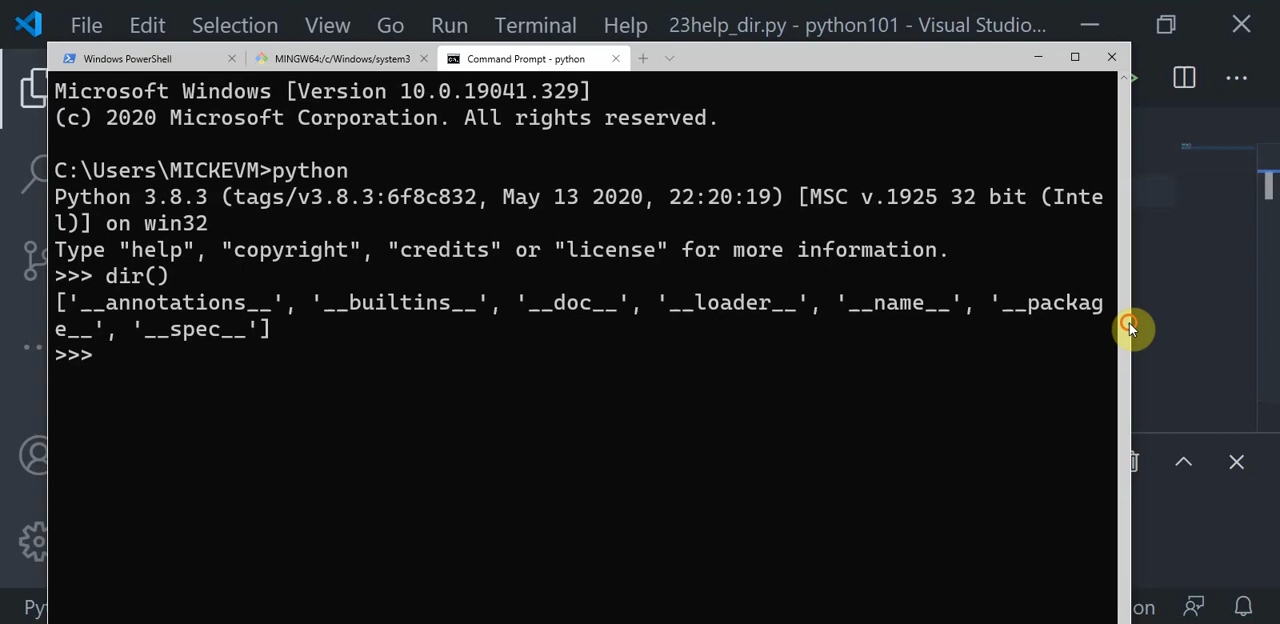 File Edit Selection View Go Run Terminal Help 23help_dir.py - python101 - Visual Studio...
Windows PowerShell MINGW64:/c/Windows/system3 Command Prompt - python
Microsoft Windows [Version 10.0.19041.329]
(c) 2020 Microsoft Corporation. All rights reserved.
C:\Users\MICKEVM>python
Python 3.8.3 (tags/v3.8.3:6f8c832, May 13 2020, 22:20:19) [MSC v.1925 32 bit (Inte
l)] on win32
Type "help", "copyright", "credits" or "license" for more information.
>>> dir()
['__annotations__', '__builtins__', '__doc__', '__loader__', '__name__', '__packag
e__', '__spec__']
>>>
Py on